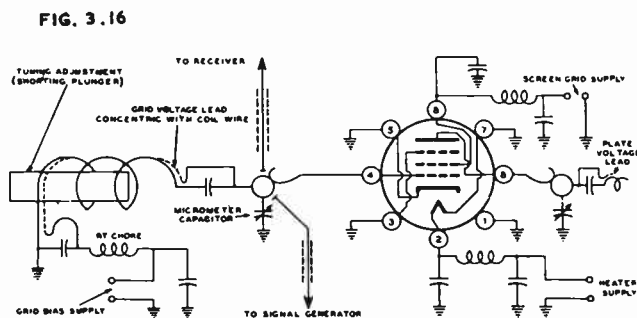 FIG. 3.16
TUNING ADJUSTMENT
(SHORTING PLUNGER)
GRID VOLTAGE LEAD
CONCENTRIC WITH COIL WIRE
TO RECEIVER
SCREEN GRID SUPPLY
PLATE
VOLTAGE
LEAD
6
5
7
4
8
3
1
2
MICROMETER
CAPACITOR
RF CHOKE
GRID BIAS SUPPLY
TO SIGNAL GENERATOR
HEATER
SUPPLY